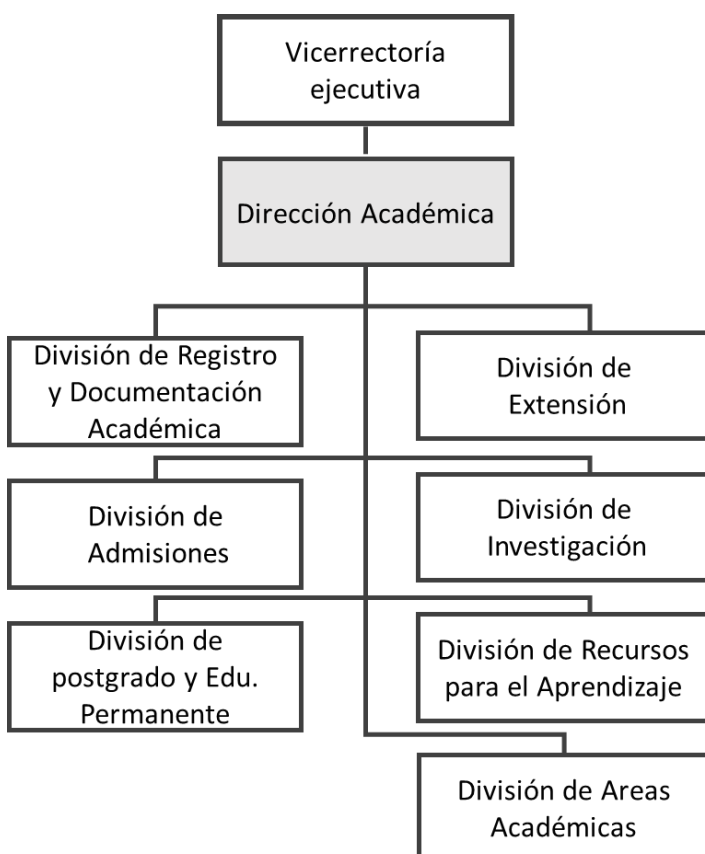 Vicerrectoría
ejecutiva
Dirección Académica
División de Registro
y Documentación
Académica
División de
Extensión
División de
Admisiones
División de
Investigación
División de
postgrado y Edu.
Permanente
División de Recursos
para el Aprendizaje
División de Areas
Académicas